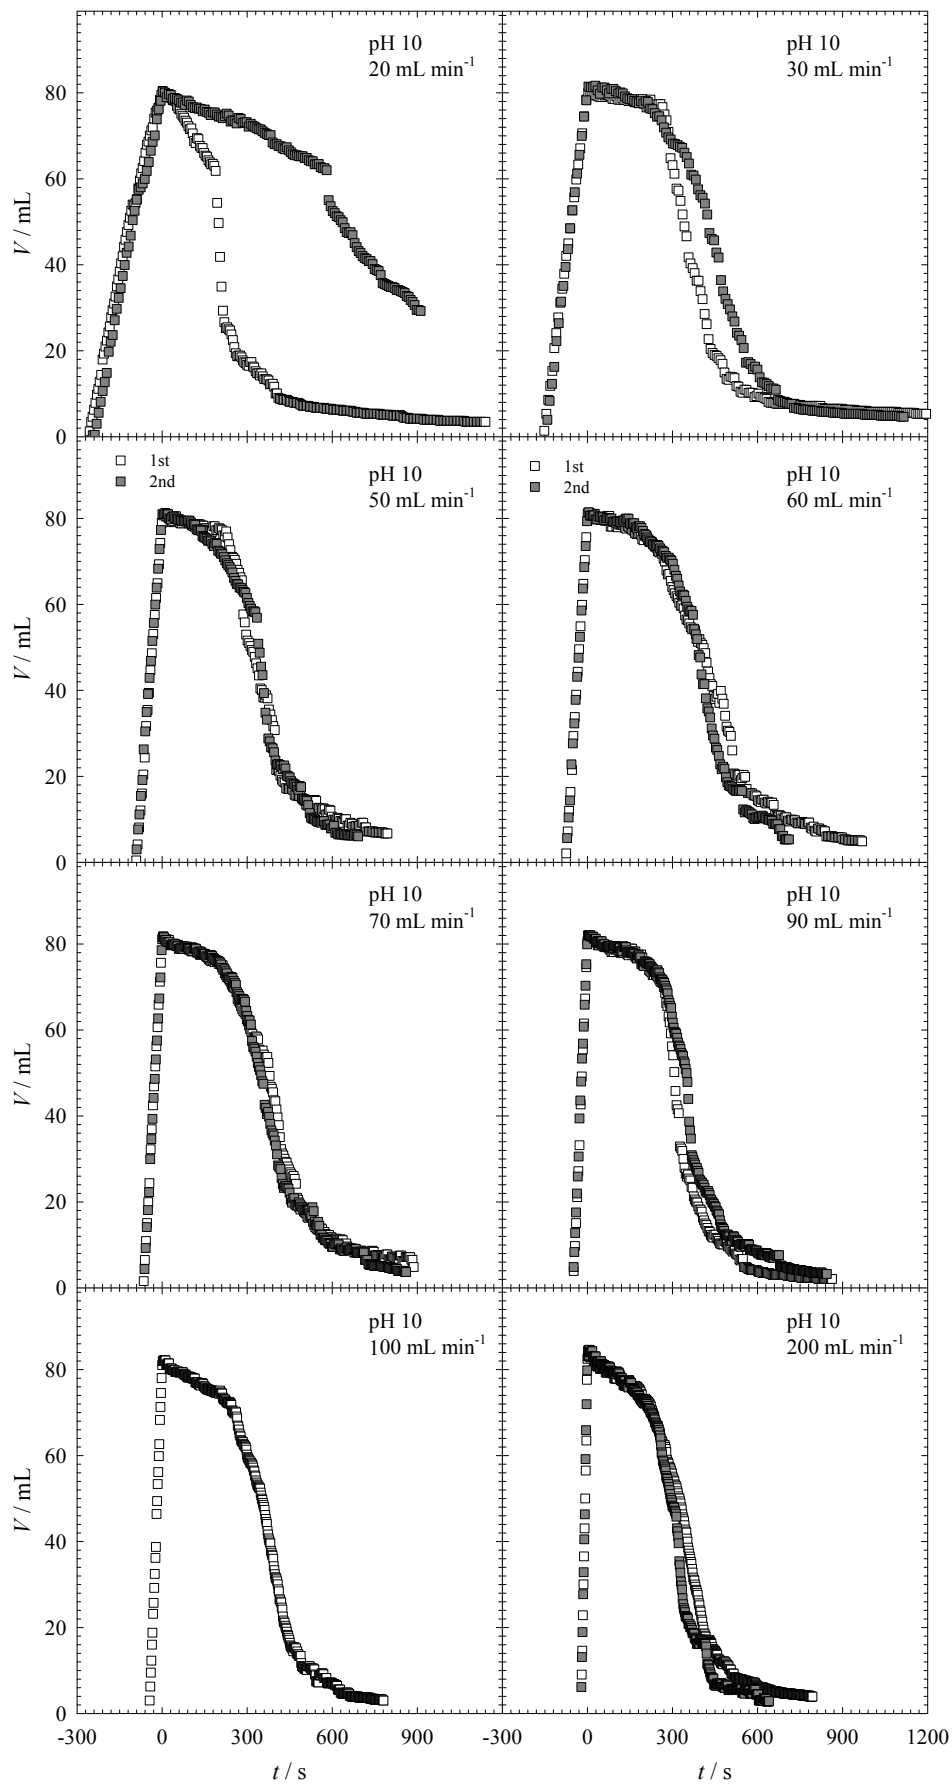 pH 10
20 mL min⁻¹
pH 10
30 mL min⁻¹
80
60
40
20
0
V / mL
1st
2nd
pH 10
50 mL min⁻¹
1st
2nd
pH 10
60 mL min⁻¹
80
60
40
20
0
V / mL
pH 10
70 mL min⁻¹
pH 10
90 mL min⁻¹
80
60
40
20
0
V / mL
pH 10
100 mL min⁻¹
pH 10
200 mL min⁻¹
80
60
40
20
0
V / mL
-300 0 300 600 900 -300 0 300 600 900 1200
t / s t / s